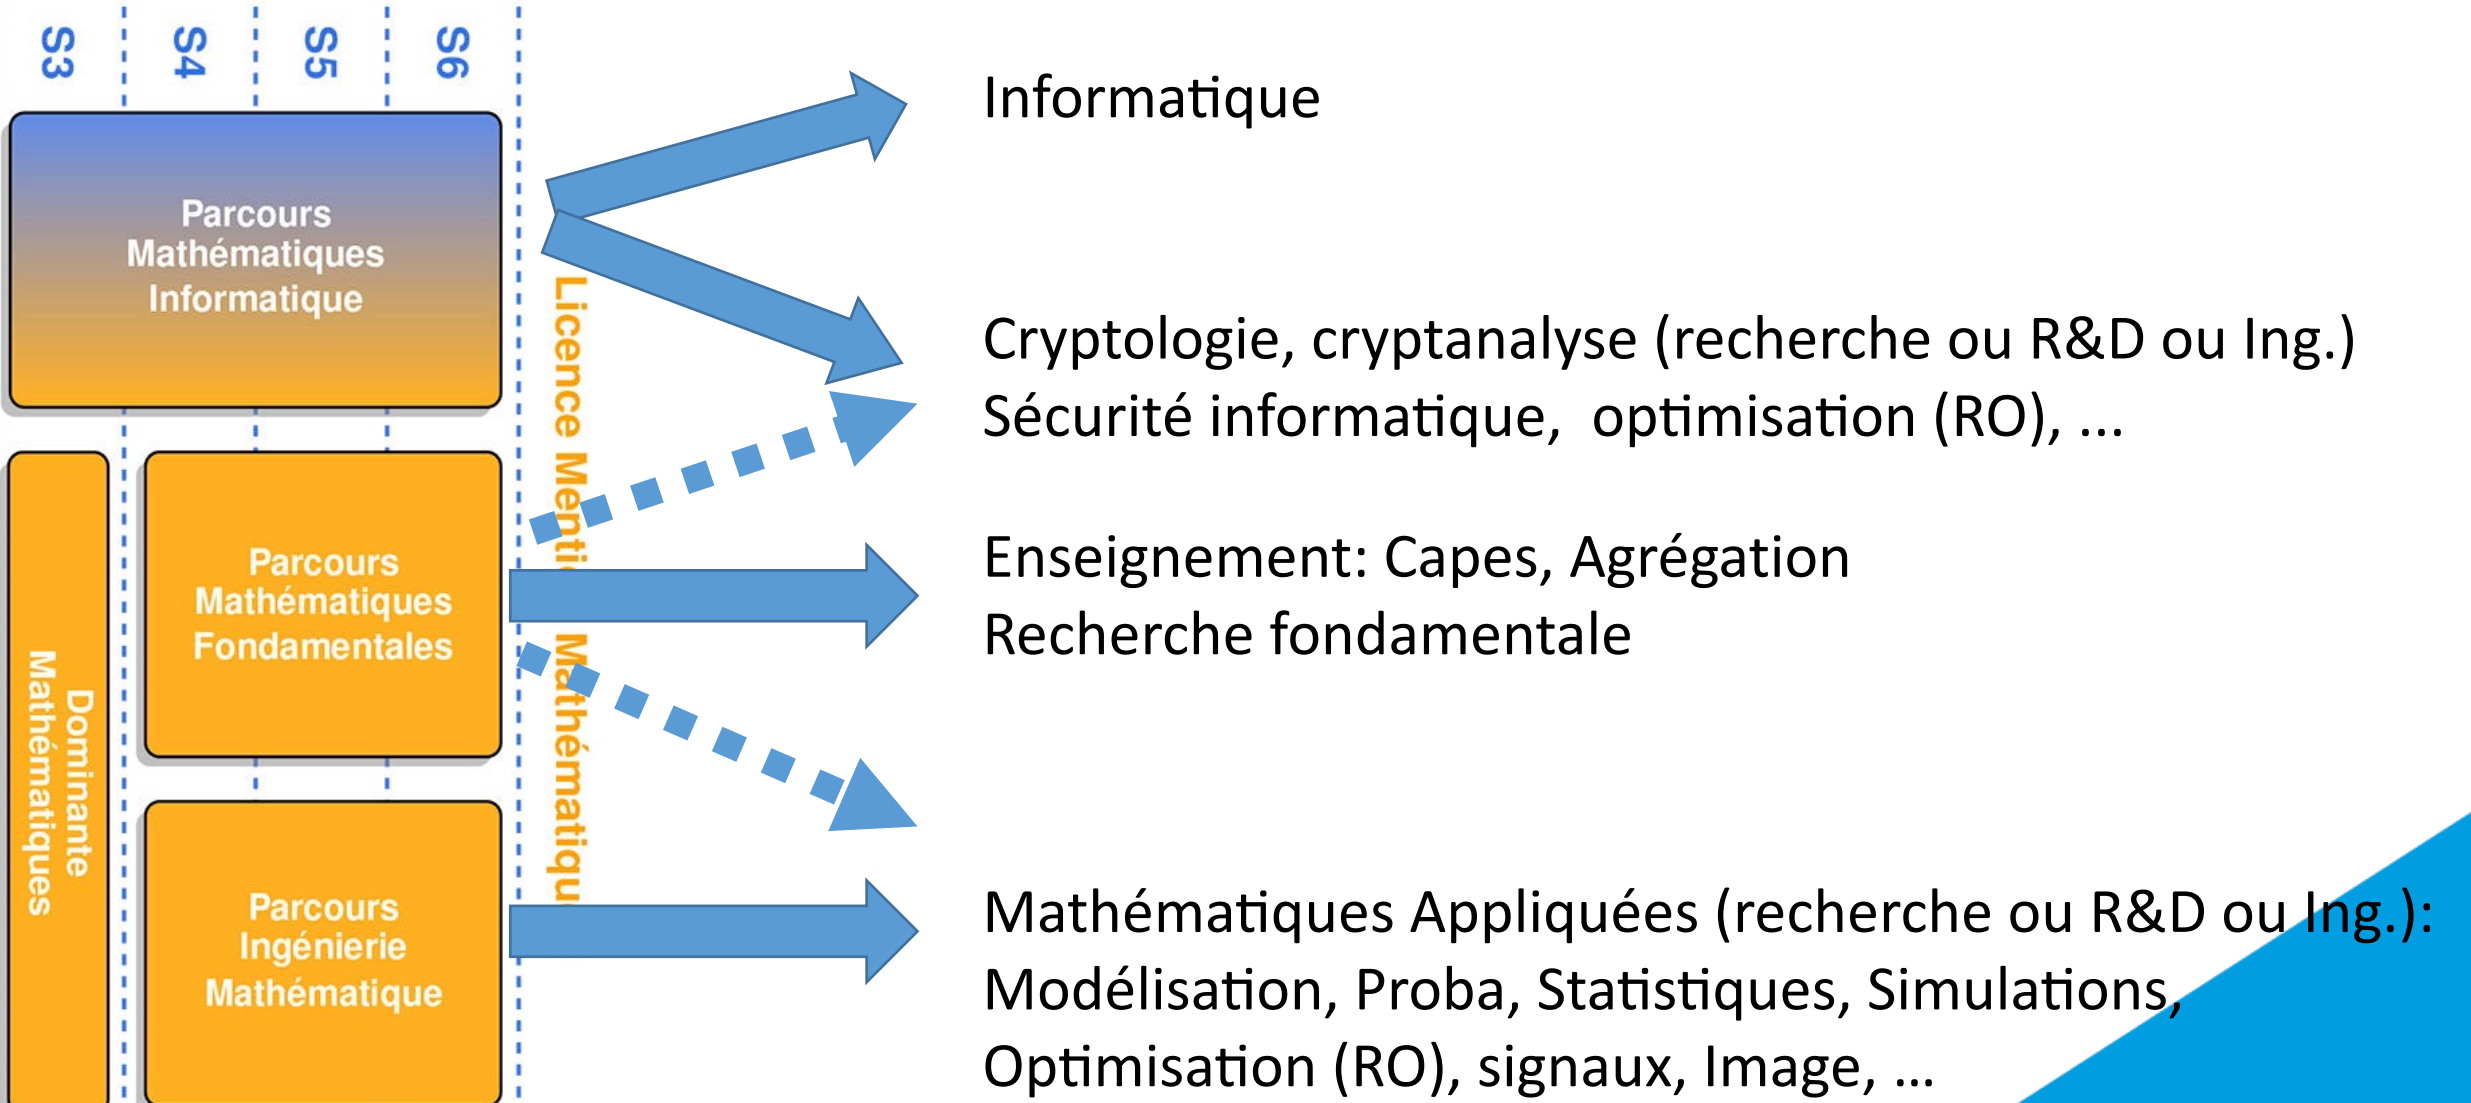 S3
S4
S5
S6
Parcours
Mathématiques
Informatique
Dominante
Mathématiques
Parcours
Mathématiques
Fondamentales
Parcours
Ingénierie
Mathématique
Licence Mathématiqu
Informatique
Cryptologie, cryptanalyse (recherche ou R&D ou Ing.)
Sécurité informatique, optimisation (RO), ...
Enseignement: Capes, Agrégation
Recherche fondamentale
Mathématiques Appliquées (recherche ou R&D ou Ing.):
Modélisation, Proba, Statistiques, Simulations,
Optimisation (RO), signaux, Image, ...